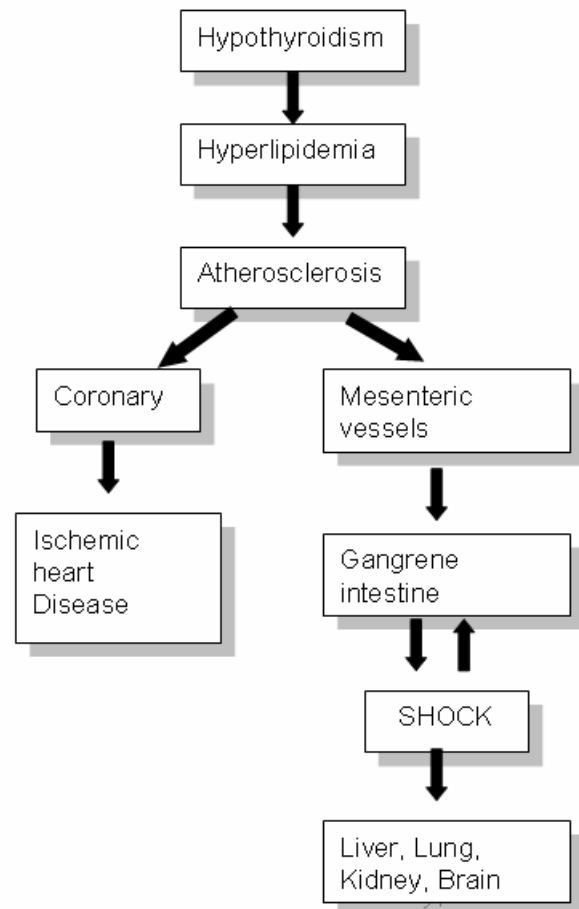 Hypothyroidism
Hyperlipidemia
Atherosclerosis
Coronary
Mesenteric
vessels
Ischemic
heart
Disease
Gangrene
intestine
SHOCK
Liver, Lung,
Kidney, Brain